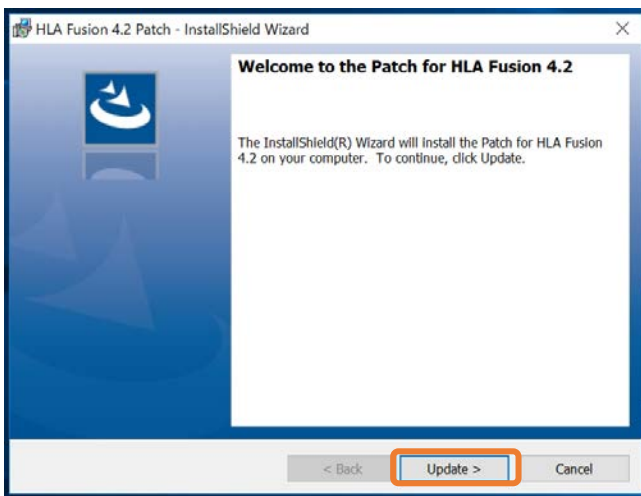 HLA Fusion 4.2 Patch - InstallShield Wizard
Welcome to the Patch for HLA Fusion 4.2
The InstallShield(R) Wizard will install the Patch for HLA Fusion
4.2 on your computer. To continue, click Update.
< Back Update > Cancel